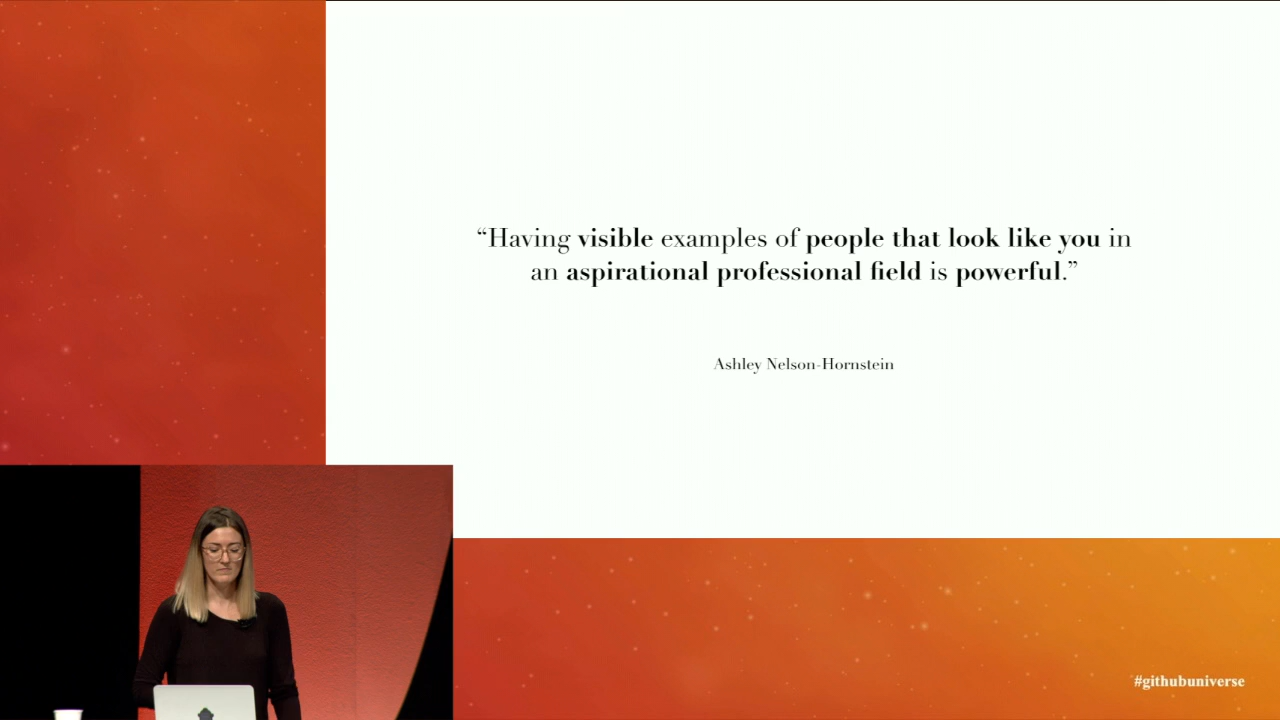 “Having visible examples of people that look like you in
an aspirational professional field is powerful.”
Ashley Nelson-Hornstein
#githubuniverse